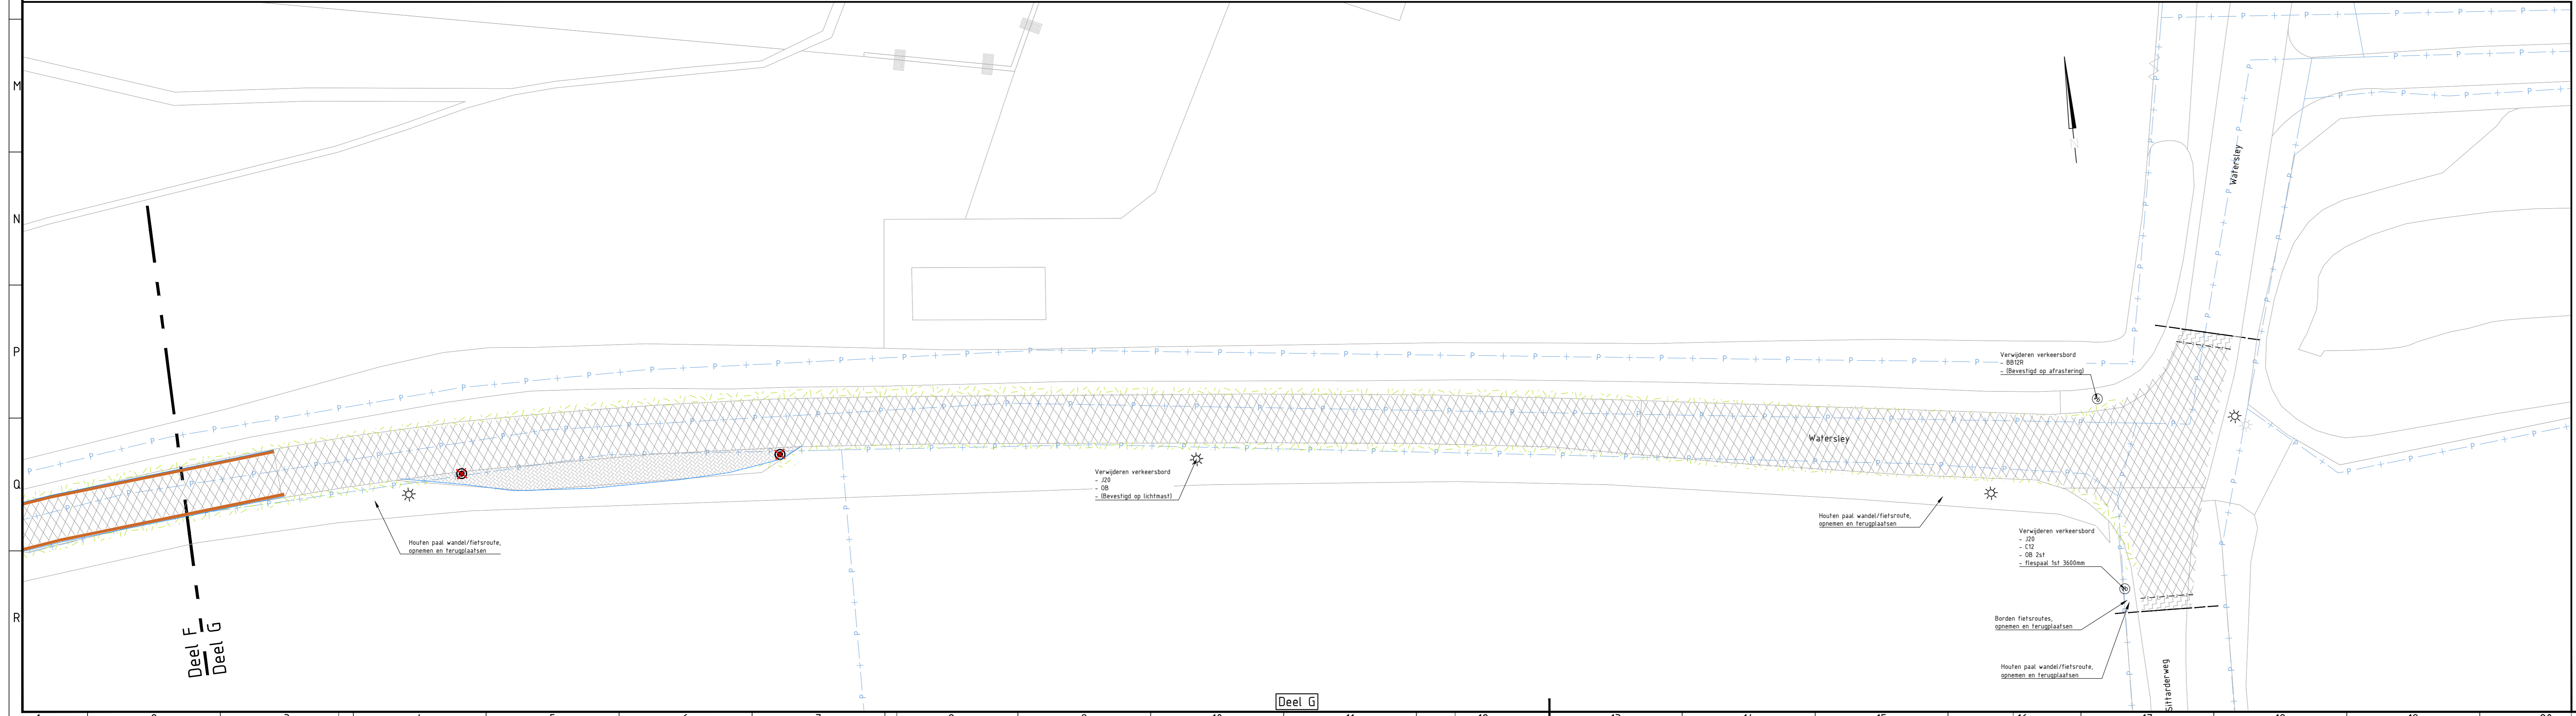 M
N
P
Q
R
Watersley
Verwijderen verkeersbord
- BB12R
- (Bevestigd op afrastering)
Watersley
Verwijderen verkeersbord
- J20
- OB
- (Bevestigd op lichtmast)
Houten paal wandel/fietsroute,
opnemen en terugplaatsen
Houten paal wandel/fietsroute,
opnemen en terugplaatsen
Verwijderen verkeersbord
- J20
- C12
- OB 2st
- flespaal 1st 3600mm
Borden fietsroutes,
opnemen en terugplaatsen
Houten paal wandel/fietsroute,
opnemen en terugplaatsen
Sittarderweg
Deel F
Deel G
Deel G